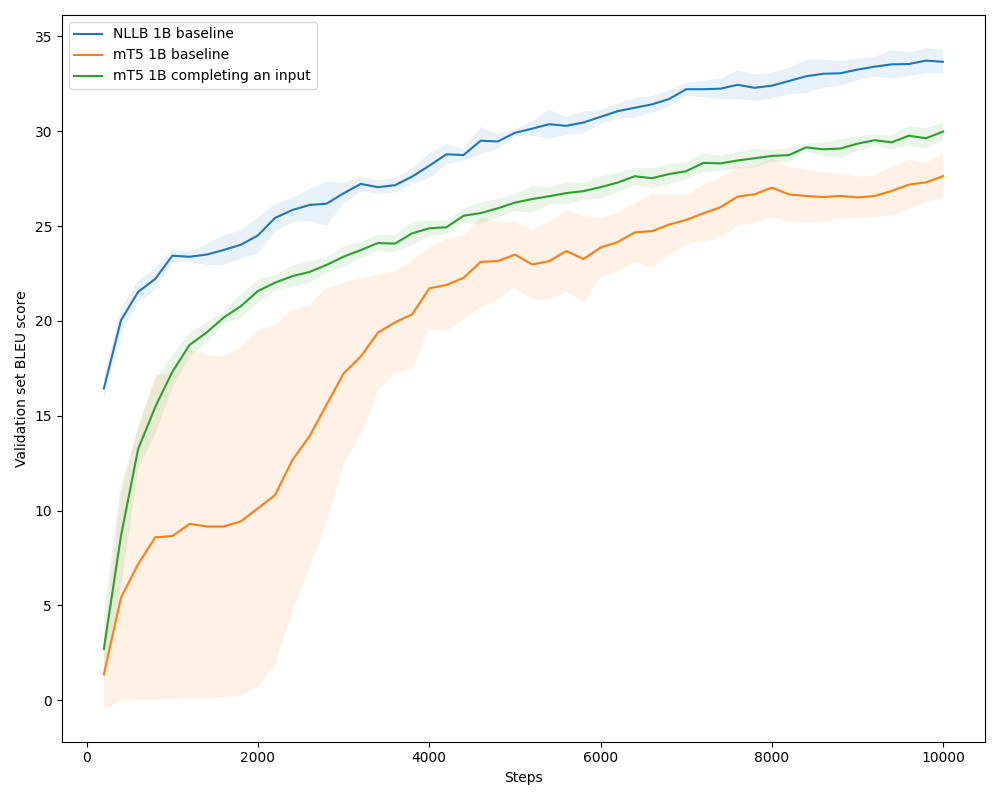 NLLB 1B baseline
mT5 1B baseline
mT5 1B completing an input
Validation set BLEU score
35
30
25
20
15
10
5
0
0 2000 4000 6000 8000 10000
Steps